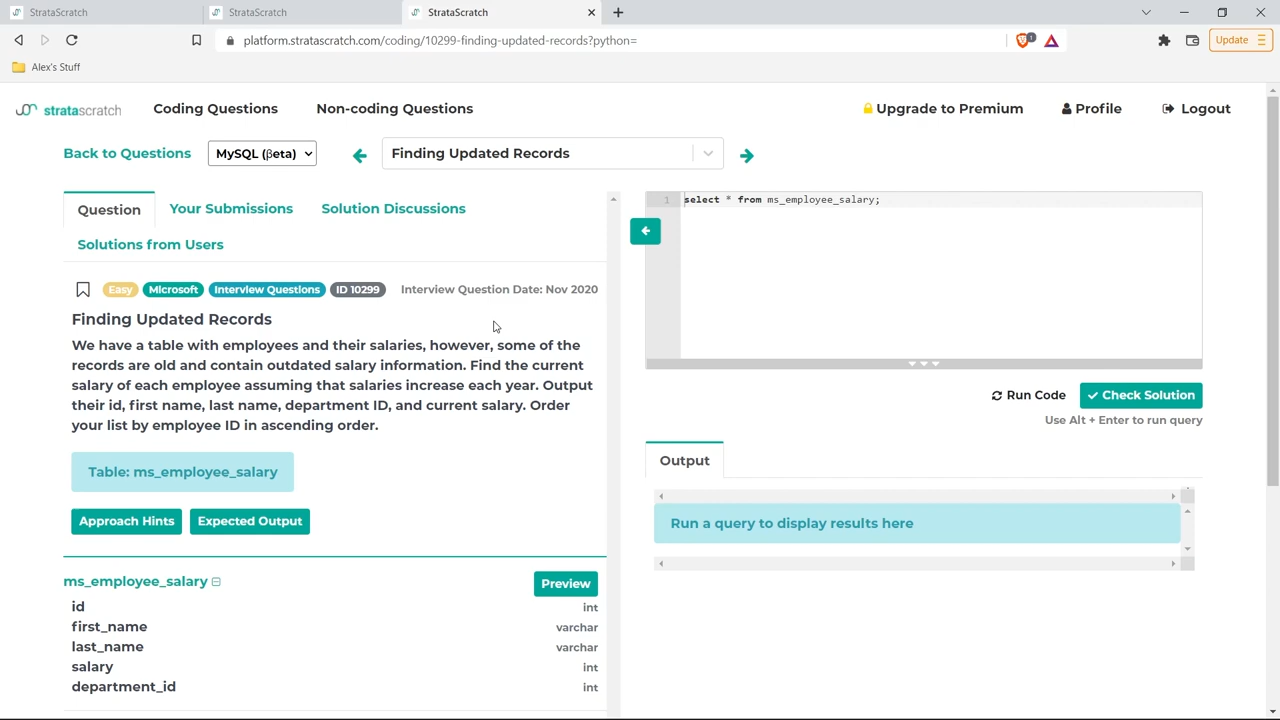 StrataScratch
StrataScratch
StrataScratch
platform.stratascratch.com/coding/10299-finding-updated-records?python=
1
Update
Alex's Stuff
stratascratch
Coding Questions
Non-coding Questions
Upgrade to Premium
Profile
Logout
Back to Questions
MySQL (βeta)
Finding Updated Records
Question
Your Submissions
Solution Discussions
Solutions from Users
Easy
Microsoft
Interview Questions
ID 10299
Interview Question Date: Nov 2020
Finding Updated Records
We have a table with employees and their salaries, however, some of the
records are old and contain outdated salary information. Find the current
salary of each employee assuming that salaries increase each year. Output
their id, first name, last name, department ID, and current salary. Order
your list by employee ID in ascending order.
Table: ms_employee_salary
Approach Hints
Expected Output
ms_employee_salary
Preview
id int
first_name varchar
last_name varchar
salary int
department_id int
1 select * from ms_employee_salary;
Run Code
Check Solution
Use Alt + Enter to run query
Output
Run a query to display results here